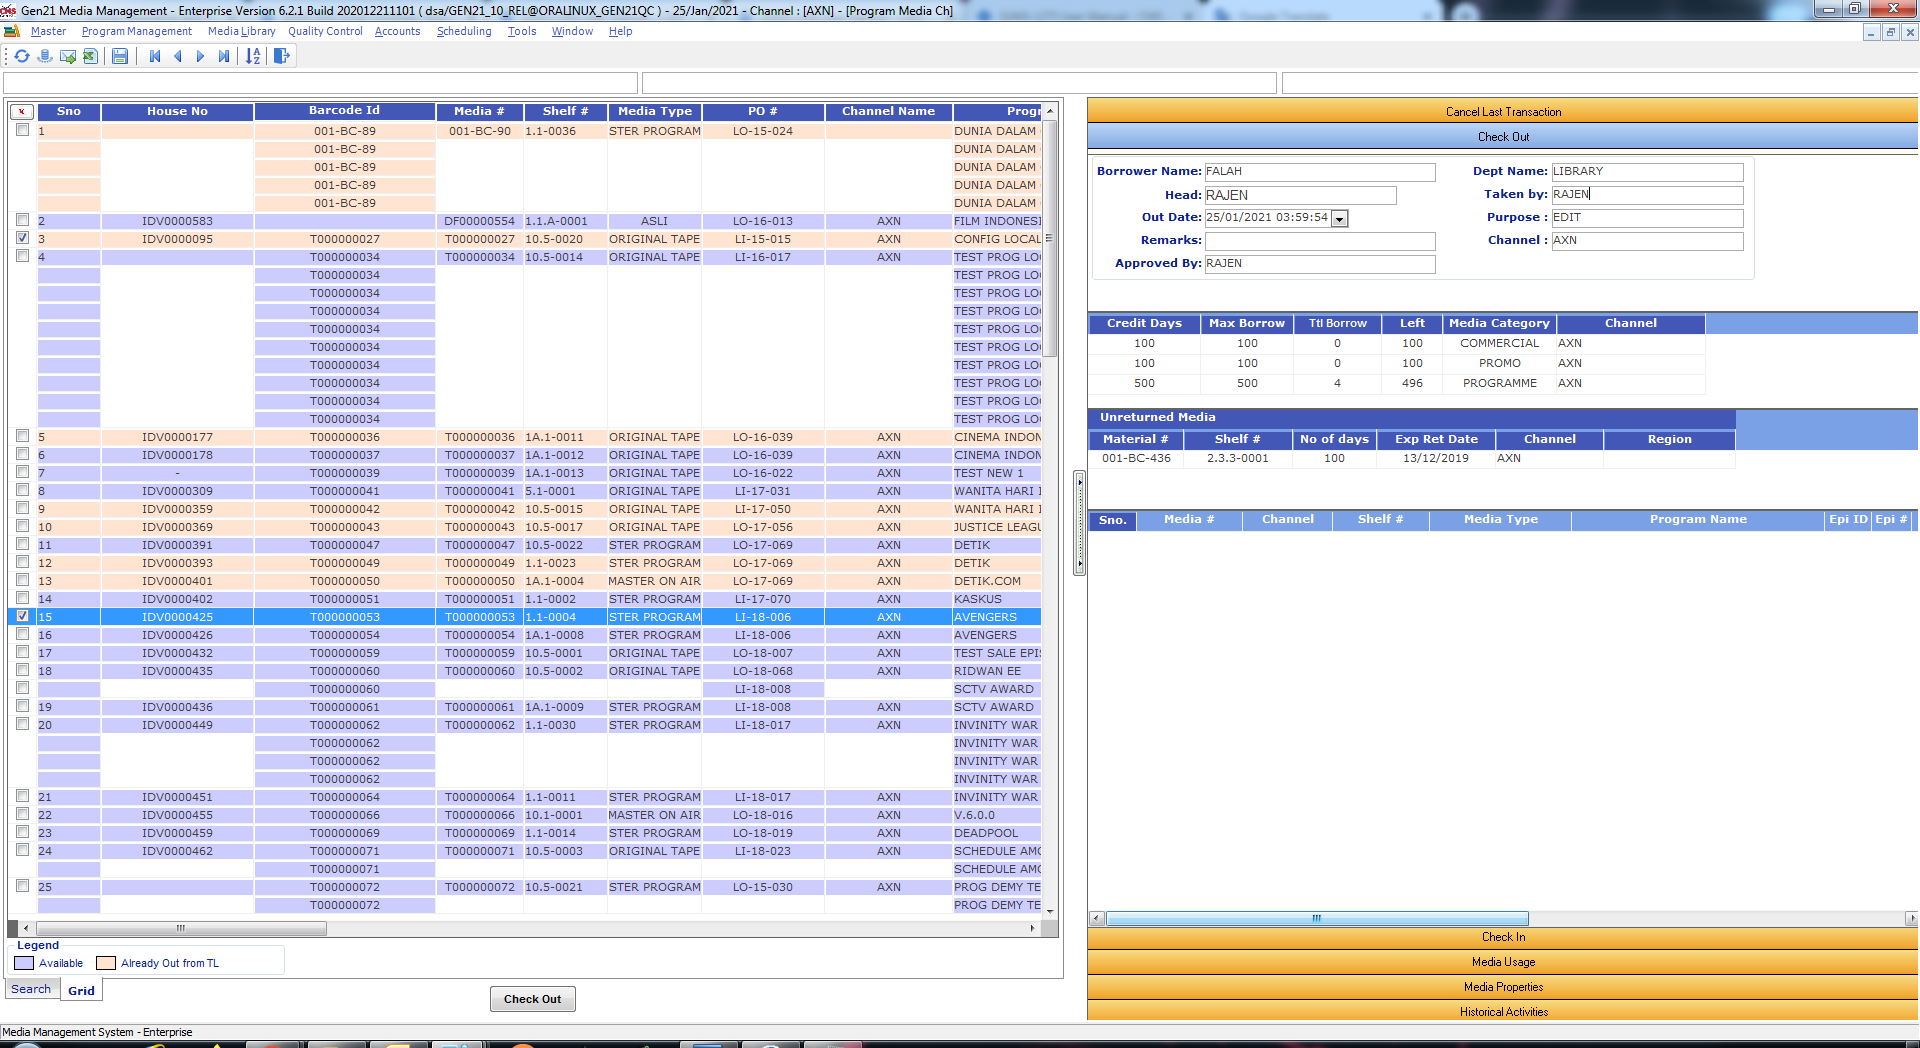 Gen21 Media Management - Enterprise Version 6.2.1 Build 202012211101 ( dsa/GEN21_10_REL@ORALINUX_GEN21QC ) - 25/Jan/2021 - Channel : [AXN] - [Program Media Ch]
Master Program Management Media Library Quality Control Accounts Scheduling Tools Window Help
x Sno House No Barcode Id Media # Shelf # Media Type PO # Channel Name Progr
1 001-BC-89 001-BC-90 1.1-0036 STER PROGRAM LO-15-024 DUNIA DALAM
001-BC-89 DUNIA DALAM
001-BC-89 DUNIA DALAM
001-BC-89 DUNIA DALAM
001-BC-89 DUNIA DALAM
2 IDV0000583 DF00000554 1.1.A-0001 ASLI LO-16-013 AXN FILM INDONESI
3 IDV0000095 T000000027 T000000027 10.5-0020 ORIGINAL TAPE LI-15-015 AXN CONFIG LOCAL
4 T000000034 T000000034 10.5-0014 ORIGINAL TAPE LI-16-017 AXN TEST PROG LO
T000000034 TEST PROG LO
T000000034 TEST PROG LO
T000000034 TEST PROG LO
T000000034 TEST PROG LO
T000000034 TEST PROG LO
T000000034 TEST PROG LO
T000000034 TEST PROG LO
T000000034 TEST PROG LO
T000000034 TEST PROG LO
5 IDV0000177 T000000036 T000000036 1A.1-0011 ORIGINAL TAPE LO-16-039 AXN CINEMA INDON
6 IDV0000178 T000000037 T000000037 1A.1-0012 ORIGINAL TAPE LO-16-039 AXN CINEMA INDON
7 - T000000039 T000000039 1A.1-0013 ORIGINAL TAPE LO-16-022 AXN TEST NEW 1
8 IDV0000309 T000000041 T000000041 5.1-0001 ORIGINAL TAPE LI-17-031 AXN WANITA HARI I
9 IDV0000359 T000000042 T000000042 10.5-0015 ORIGINAL TAPE LI-17-050 AXN WANITA HARI I
10 IDV0000369 T000000043 T000000043 10.5-0017 ORIGINAL TAPE LO-17-056 AXN JUSTICE LEAGU
11 IDV0000391 T000000047 T000000047 10.5-0022 STER PROGRAM LO-17-069 AXN DETIK
12 IDV0000393 T000000049 T000000049 1.1-0023 STER PROGRAM LO-17-069 AXN DETIK
13 IDV0000401 T000000050 T000000050 1A.1-0004 MASTER ON AIR LO-17-069 AXN DETIK.COM
14 IDV0000402 T000000051 T000000051 1.1-0002 STER PROGRAM LI-17-070 AXN KASKUS
15 IDV0000425 T000000053 T000000053 1.1-0004 STER PROGRAM LI-18-006 AXN AVENGERS
16 IDV0000426 T000000054 T000000054 1A.1-0008 STER PROGRAM LI-18-006 AXN AVENGERS
17 IDV0000432 T000000059 T000000059 10.5-0001 ORIGINAL TAPE LO-18-007 AXN TEST SALE EPI
18 IDV0000435 T000000060 T000000060 10.5-0002 ORIGINAL TAPE LO-18-068 AXN RIDWAN EE
T000000060 LI-18-008 SCTV AWARD
19 IDV0000436 T000000061 T000000061 1A.1-0009 STER PROGRAM LI-18-008 AXN SCTV AWARD
20 IDV0000449 T000000062 T000000062 1.1-0030 STER PROGRAM LI-18-017 AXN INVINITY WAR
T000000062 INVINITY WAR
T000000062 INVINITY WAR
T000000062 INVINITY WAR
21 IDV0000451 T000000064 T000000064 1.1-0011 STER PROGRAM LI-18-017 AXN INVINITY WAR
22 IDV0000455 T000000066 T000000066 10.1-0001 MASTER ON AIR LO-18-016 AXN V.6.0.0
23 IDV0000459 T000000069 T000000069 1.1-0014 STER PROGRAM LO-18-019 AXN DEADPOOL
24 IDV0000462 T000000071 T000000071 10.5-0003 ORIGINAL TAPE LI-18-023 AXN SCHEDULE AMO
T000000071 SCHEDULE AMO
25 T000000072 T000000072 10.5-0021 STER PROGRAM LO-15-030 AXN PROG DEMY TE
T000000072 PROG DEMY TE
Legend
Available Already Out from TL
Search Grid
Check Out
Cancel Last Transaction
Check Out
Borrower Name: FALAH Dept Name: LIBRARY
Head: RAJEN Taken by: RAJEN
Out Date: 25/01/2021 03:59:54 Purpose : EDIT
Remarks: Channel : AXN
Approved By: RAJEN
Credit Days Max Borrow Ttl Borrow Left Media Category Channel
100 100 0 100 COMMERCIAL AXN
100 100 0 100 PROMO AXN
500 500 4 496 PROGRAMME AXN
Unreturned Media
Material # Shelf # No of days Exp Ret Date Channel Region
001-BC-436 2.3.3-0001 100 13/12/2019 AXN
Sno. Media # Channel Shelf # Media Type Program Name Epi ID Epi #
Check In
Media Usage
Media Properties
Historical Activities
Media Management System - Enterprise